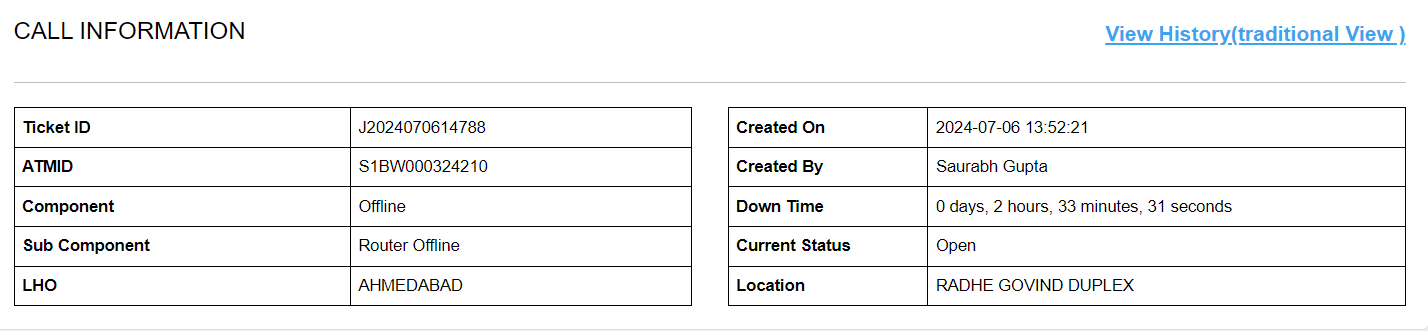 CALL INFORMATION
View History(traditional View )
Ticket ID J2024070614788
ATMID S1BW000324210
Component Offline
Sub Component Router Offline
LHO AHMEDABAD
Created On 2024-07-06 13:52:21
Created By Saurabh Gupta
Down Time 0 days, 2 hours, 33 minutes, 31 seconds
Current Status Open
Location RADHE GOVIND DUPLEX